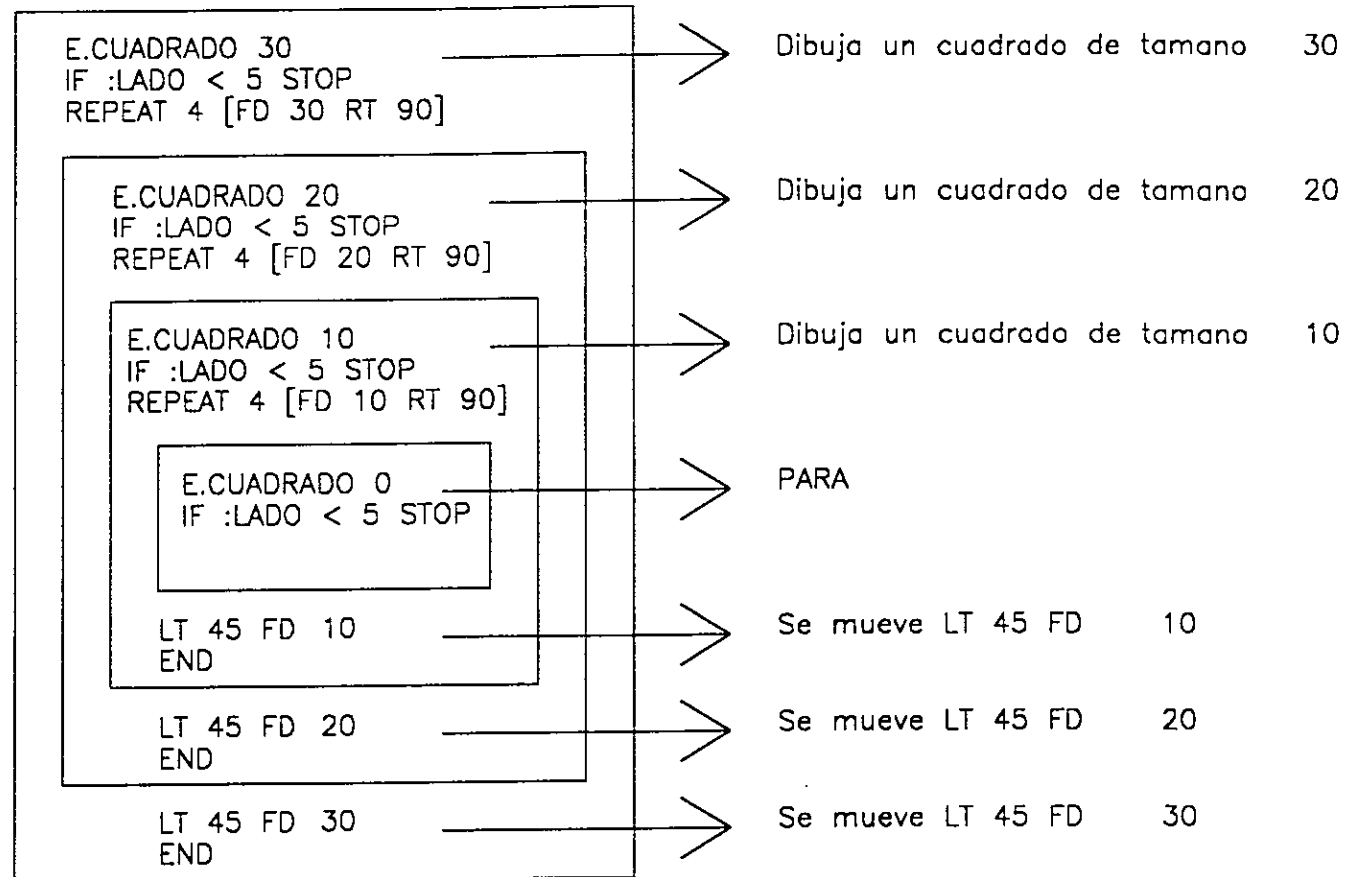 E.CUADRADO 30
IF :LADO < 5 STOP
REPEAT 4 [FD 30 RT 90]
Dibuja un cuadrado de tamano 30
E.CUADRADO 20
IF :LADO < 5 STOP
REPEAT 4 [FD 20 RT 90]
Dibuja un cuadrado de tamano 20
E.CUADRADO 10
IF :LADO < 5 STOP
REPEAT 4 [FD 10 RT 90]
Dibuja un cuadrado de tamano 10
E.CUADRADO 0
IF :LADO < 5 STOP
PARA
LT 45 FD 10
END
Se mueve LT 45 FD 10
LT 45 FD 20
END
Se mueve LT 45 FD 20
LT 45 FD 30
END
Se mueve LT 45 FD 30